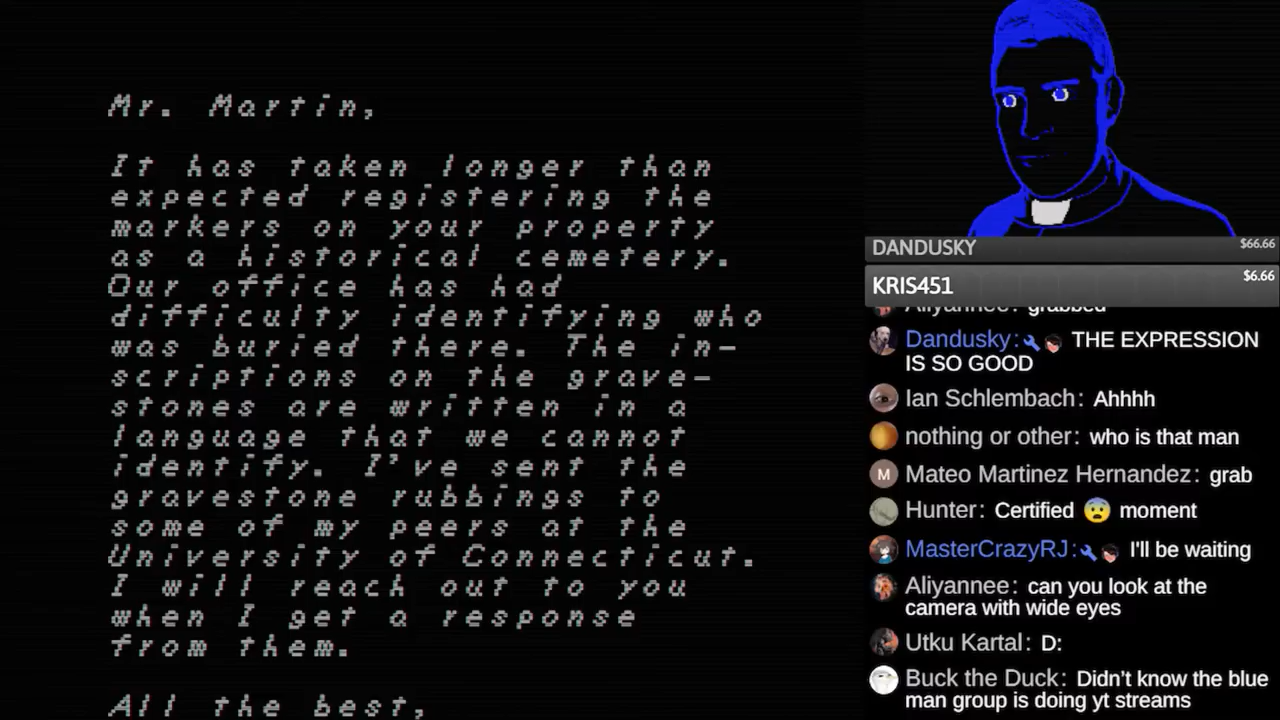 Mr. Martin,
It has taken longer than
expected registering the
markers on your property
as a historical cemetery.
Our office has had
difficulty identifying who
was buried there. The in-
scriptions on the grave-
stones are written in a
language that we cannot
identify. I've sent the
gravestone rubbings to
some of my peers at the
University of Connecticut.
I will reach out to you
when I get a response
from them.
All the best,
DANDUSKY $66.66
KRIS451 $6.66
Aliyannee: grabbed
Dandusky: THE EXPRESSION
IS SO GOOD
Ian Schlembach: Ahhhh
nothing or other: who is that man
M Mateo Martinez Hernandez: grab
Hunter: Certified 😨 moment
MasterCrazyRJ: I'll be waiting
Aliyannee: can you look at the
camera with wide eyes
Utku Kartal: D:
Buck the Duck: Didn't know the blue
man group is doing yt streams